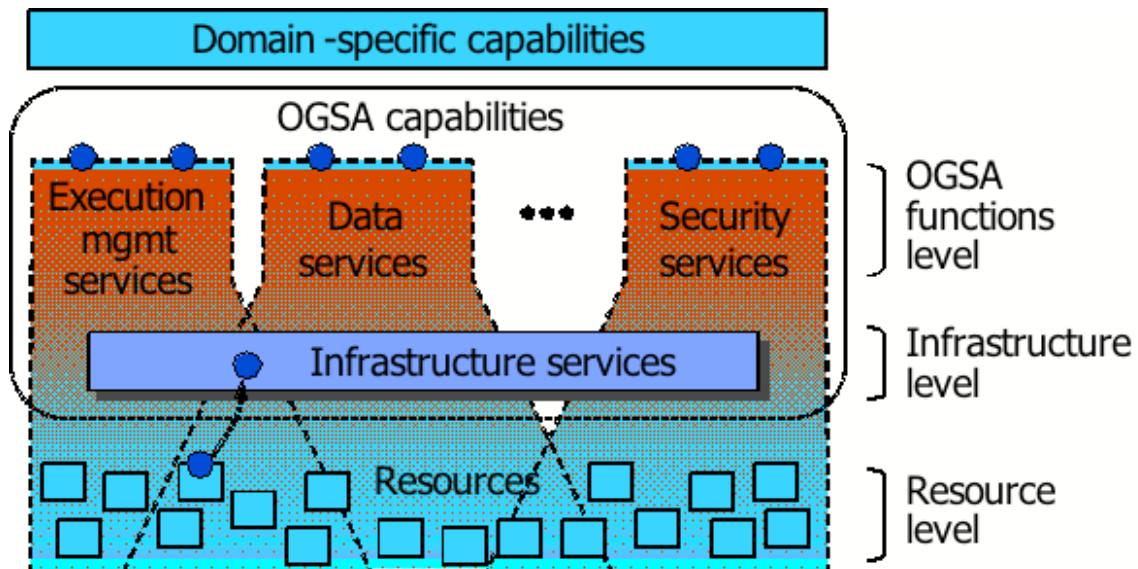 Domain -specific capabilities
OGSA capabilities
Execution
mgmt
services
Data
services
Security
services
OGSA
functions
level
Infrastructure services
Infrastructure
level
Resources
Resource
level